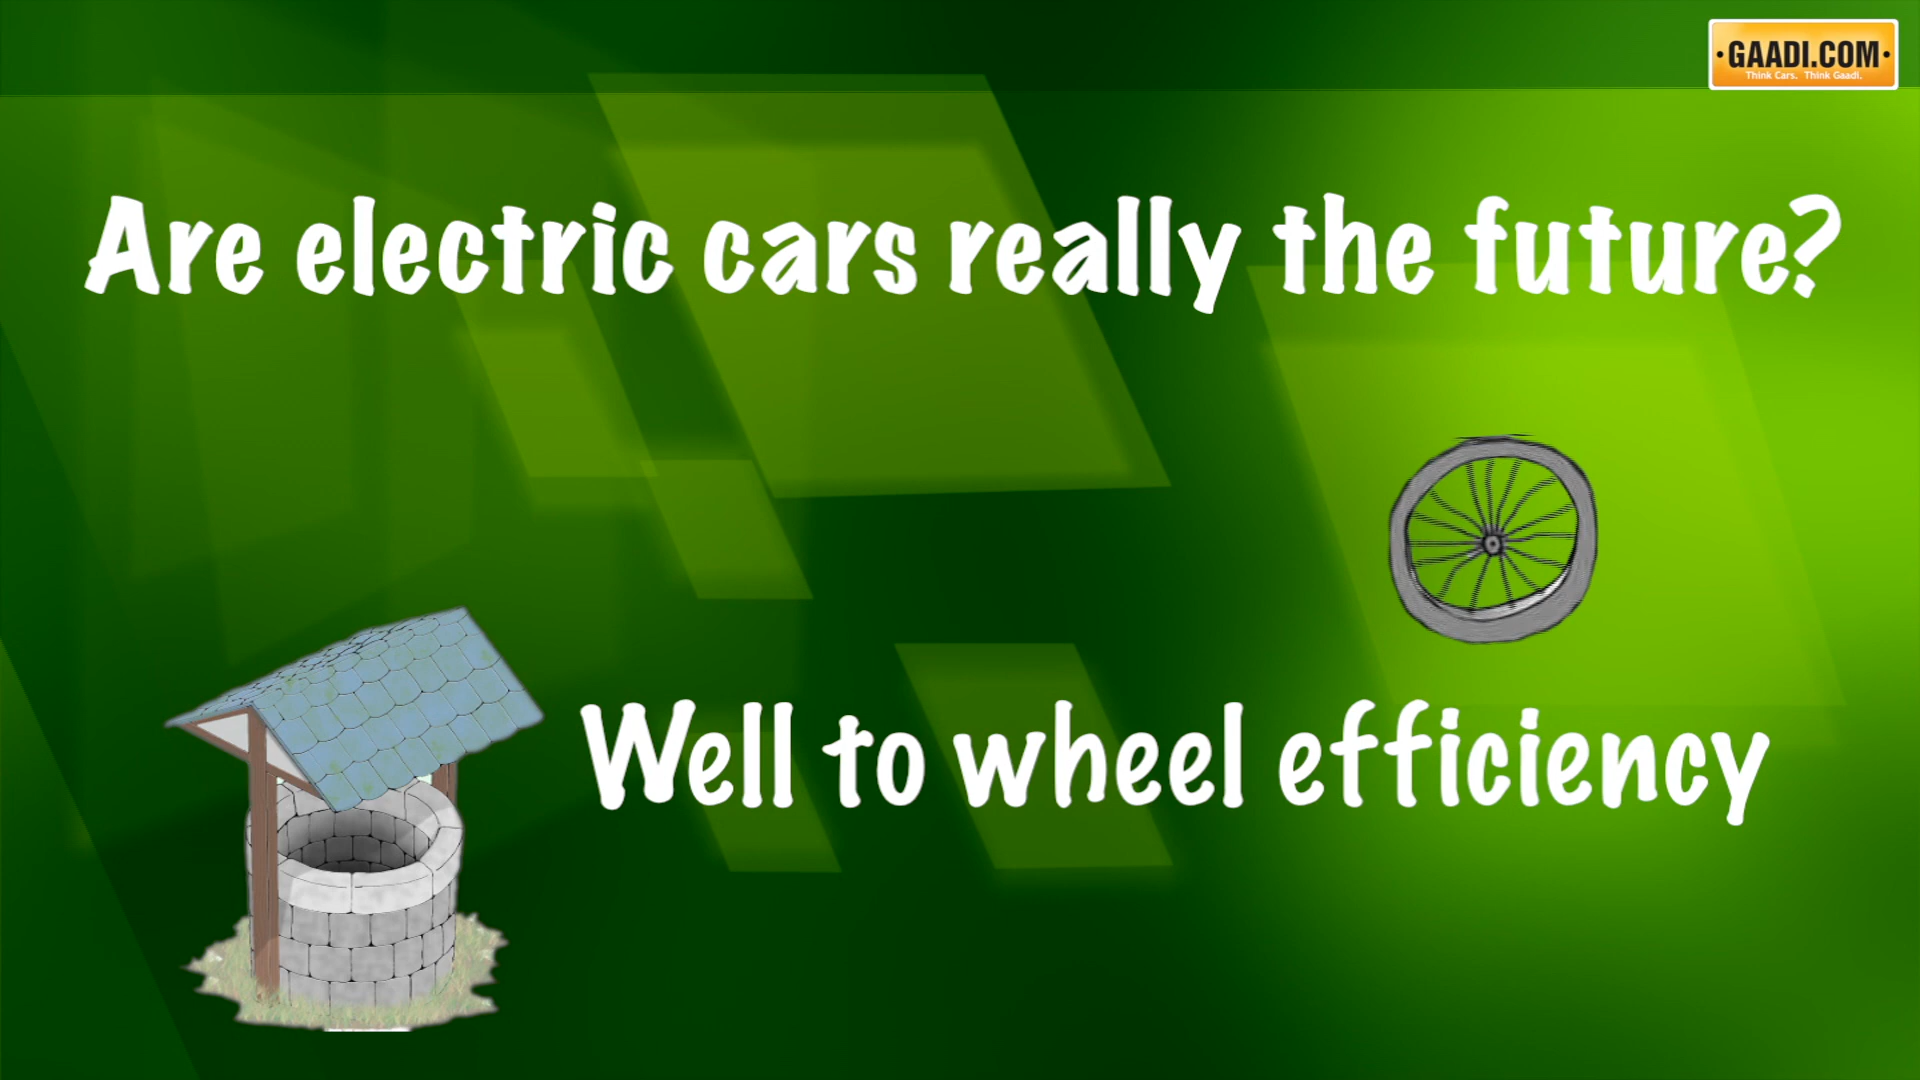 ·GAADI.COM·
Think Cars. Think Gaadi.
Are electric cars really the future?
Well to wheel efficiency